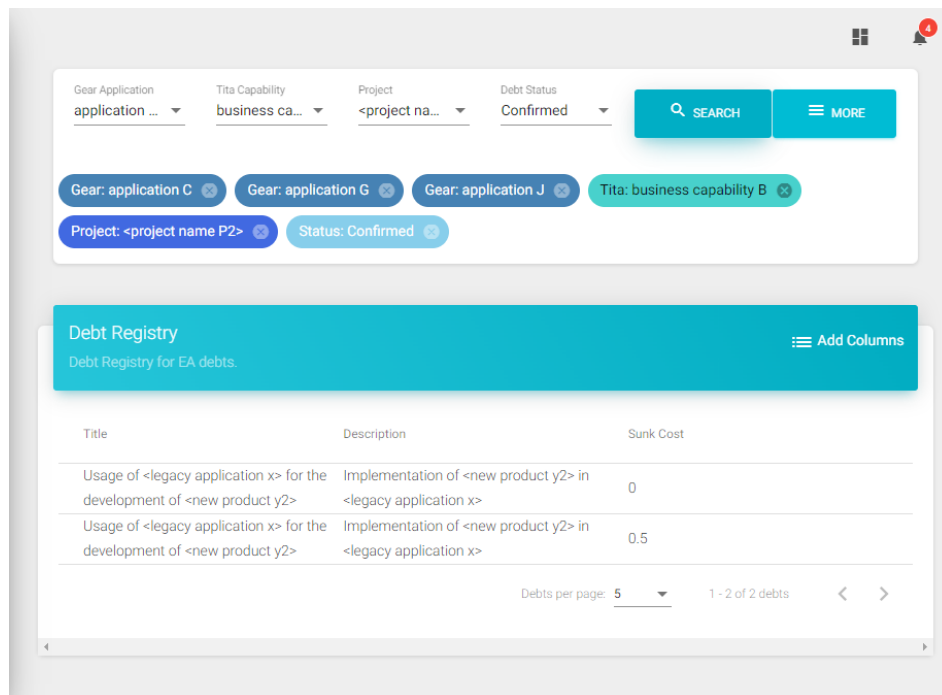 4
Gear Application Tita Capability Project Debt Status
application ... business ca... <project na... Confirmed SEARCH MORE
Gear: application C Gear: application G Gear: application J Tita: business capability B
Project: <project name P2> Status: Confirmed
Debt Registry
Debt Registry for EA debts.
Add Columns
Title Description Sunk Cost
Usage of <legacy application x> for the Implementation of <new product y2> in
development of <new product y2> <legacy application x>
0
Usage of <legacy application x> for the Implementation of <new product y2> in
development of <new product y2> <legacy application x>
0.5
Debts per page: 5 1 - 2 of 2 debts